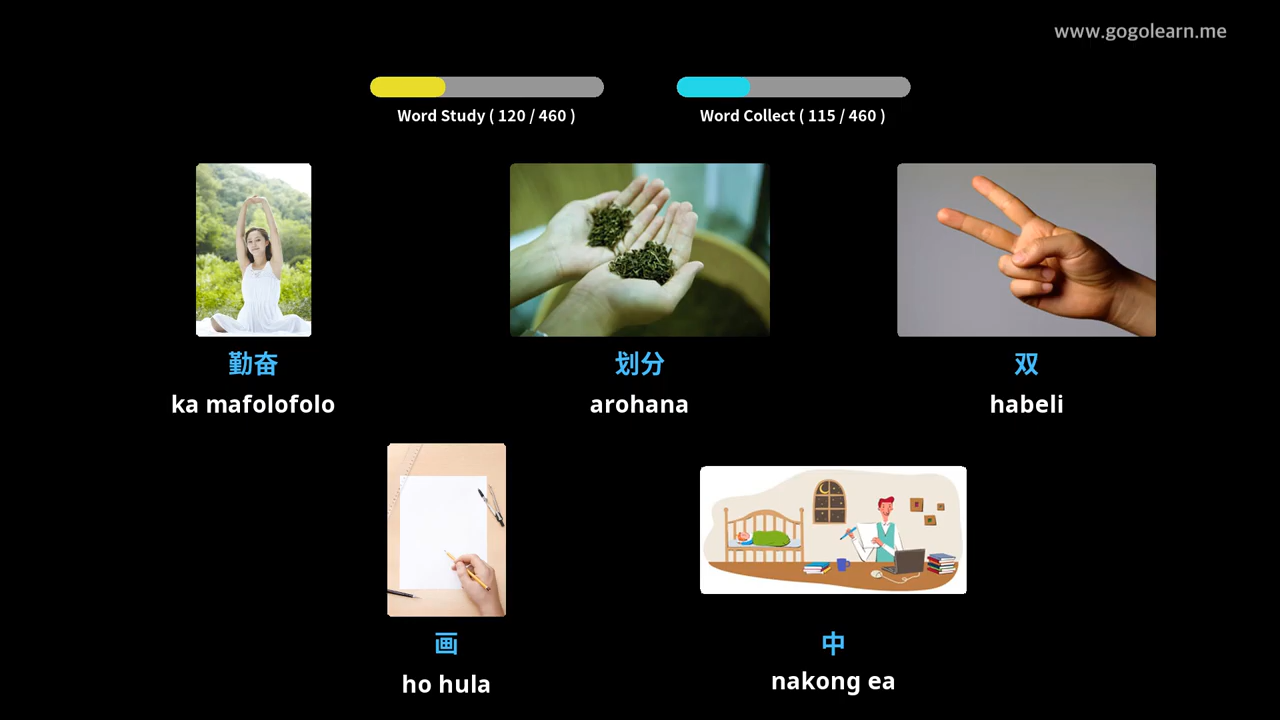 www.gogolearn.me
Word Study ( 120 / 460 )
Word Collect ( 115 / 460 )
勤奋
ka mafolofolo
划分
arohana
双
habeli
画
ho hula
中
nakong ea